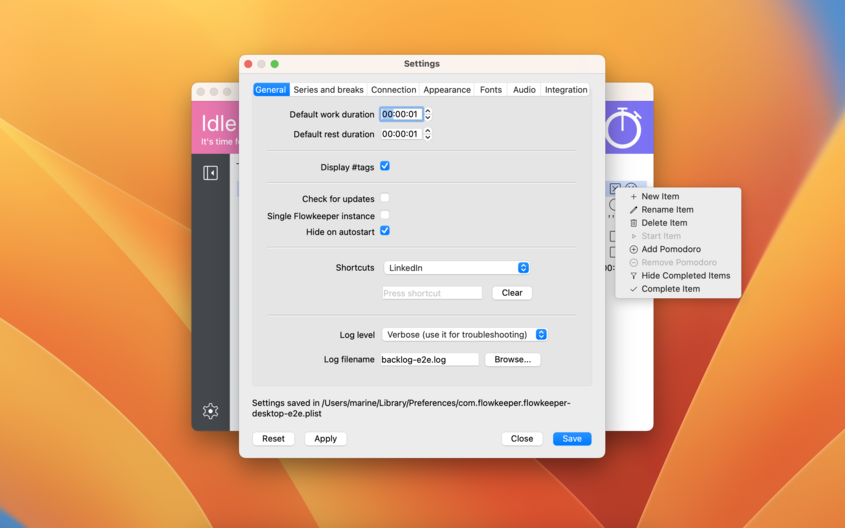 Settings
General Series and breaks Connection Appearance Fonts Audio Integration
Idle
It's time f
Default work duration 00:00:01
Default rest duration 00:00:01
Display #tags
Check for updates
Single Flowkeeper instance
Hide on autostart
Shortcuts LinkedIn
Press shortcut Clear
Log level Verbose (use it for troubleshooting)
Log filename backlog-e2e.log Browse...
Settings saved in /Users/marine/Library/Preferences/com.flowkeeper.flowkeeper-
desktop-e2e.plist
Reset Apply Close Save
New Item
Rename Item
Delete Item
Start Item
Add Pomodoro
Remove Pomodoro
Hide Completed Items
Complete Item